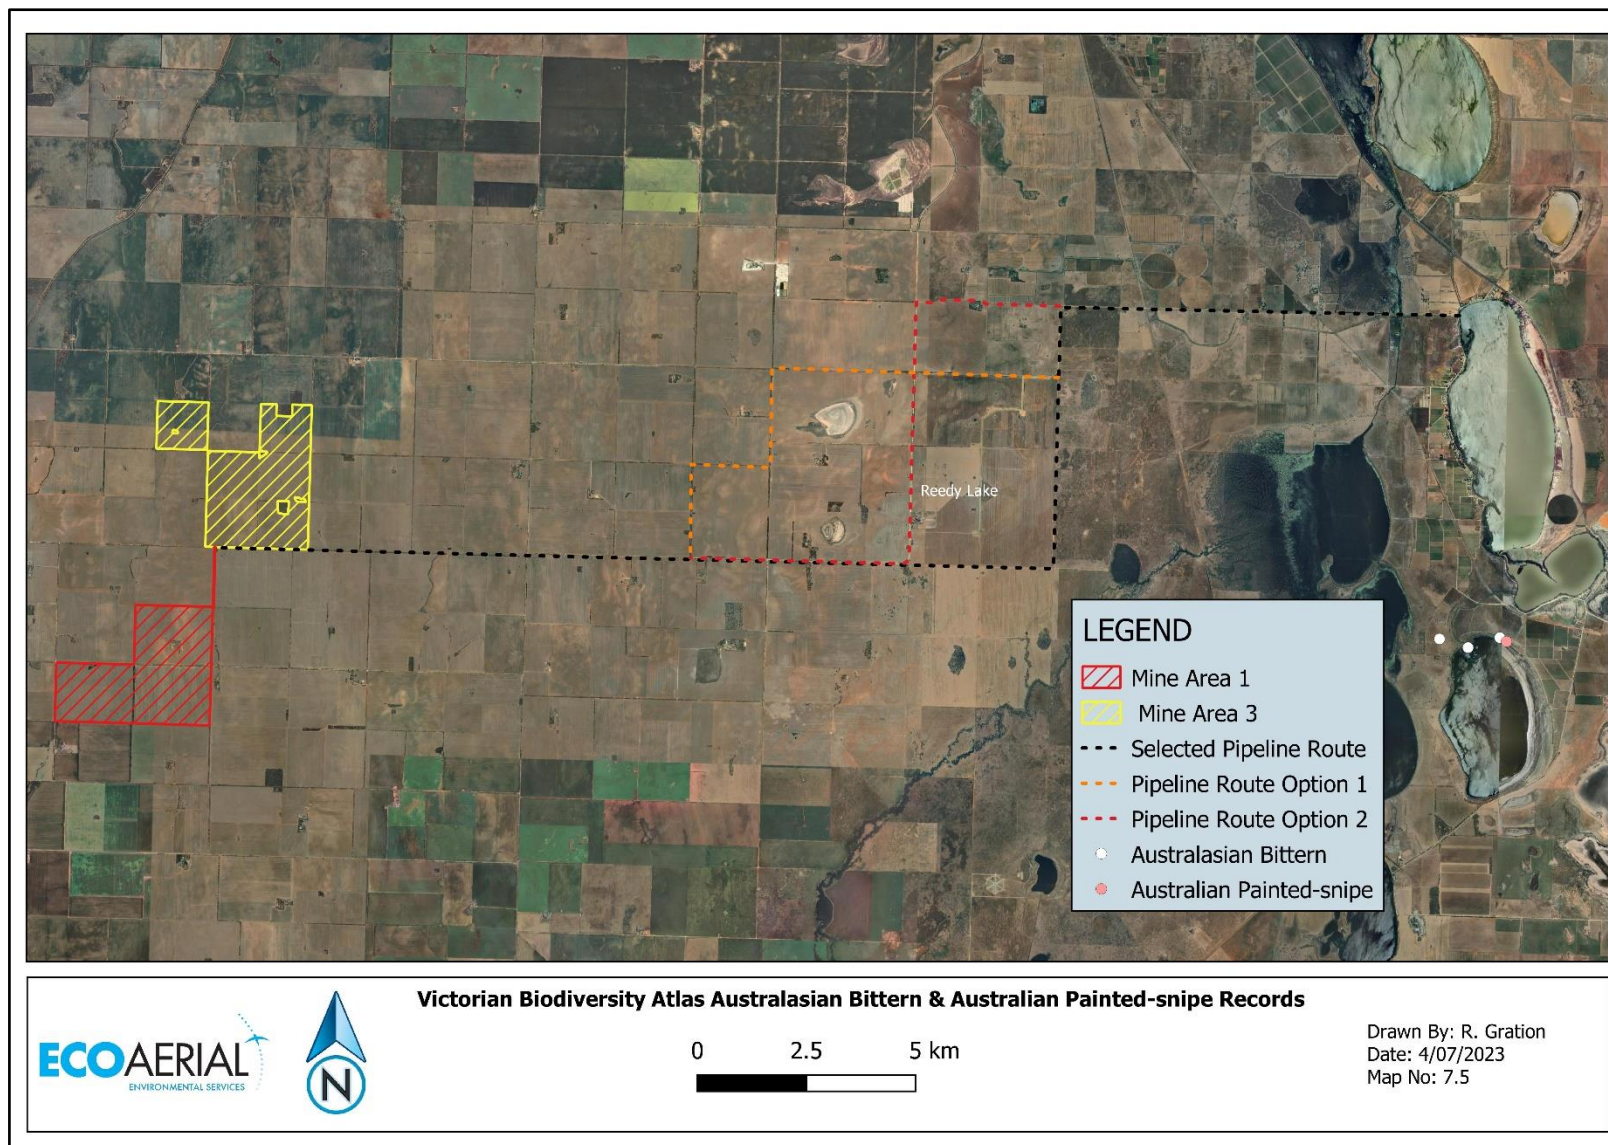 Reedy Lake
LEGEND
Mine Area 1
Mine Area 3
Selected Pipeline Route
Pipeline Route Option 1
Pipeline Route Option 2
Australasian Bittern
Australian Painted-snipe
Victorian Biodiversity Atlas Australasian Bittern & Australian Painted-snipe Records
ECOAERIAL
ENVIRONMENTAL SERVICES
N
0 2.5 5 km
Drawn By: R. Gration
Date: 4/07/2023
Map No: 7.5